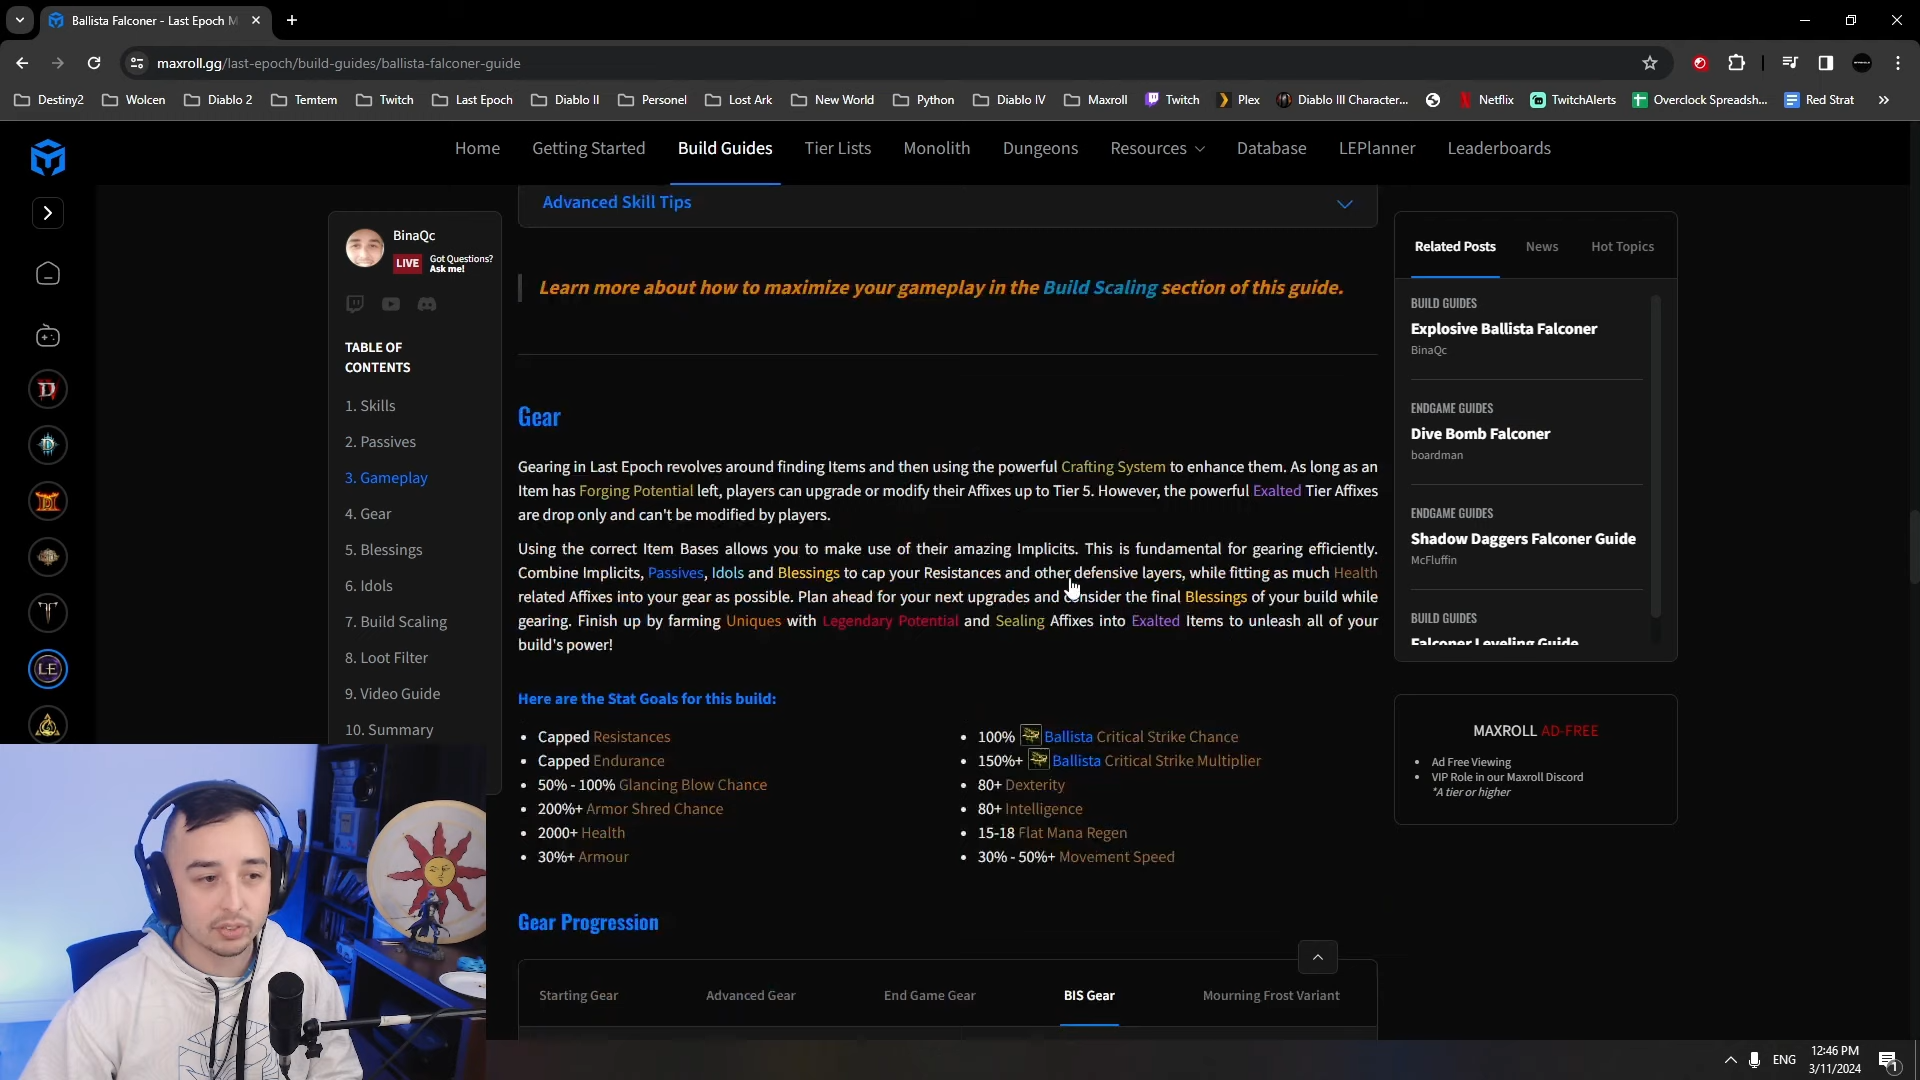 Ballista Falconer - Last Epoch M
maxroll.gg/last-epoch/build-guides/ballista-falconer-guide
Destiny2 Wolcen Diablo 2 Temtem Twitch Last Epoch Diablo II Personel Lost Ark New World Python Diablo IV Maxroll Twitch Plex Diablo III Character... Netflix TwitchAlerts Overclock Spreadsh... Red Strat
Home Getting Started Build Guides Tier Lists Monolith Dungeons Resources Database LEPlanner Leaderboards
BinaQc
LIVE Got Questions?
Ask me!
TABLE OF
CONTENTS
1. Skills
2. Passives
3. Gameplay
4. Gear
5. Blessings
6. Idols
7. Build Scaling
8. Loot Filter
9. Video Guide
10. Summary
LE
Advanced Skill Tips
Learn more about how to maximize your gameplay in the Build Scaling section of this guide.
Gear
Gearing in Last Epoch revolves around finding Items and then using the powerful Crafting System to enhance them. As long as an
Item has Forging Potential left, players can upgrade or modify their Affixes up to Tier 5. However, the powerful Exalted Tier Affixes
are drop only and can't be modified by players.
Using the correct Item Bases allows you to make use of their amazing Implicits. This is fundamental for gearing efficiently.
Combine Implicits, Passives, Idols and Blessings to cap your Resistances and other defensive layers, while fitting as much Health
related Affixes into your gear as possible. Plan ahead for your next upgrades and consider the final Blessings of your build while
gearing. Finish up by farming Uniques with Legendary Potential and Sealing Affixes into Exalted Items to unleash all of your
build's power!
Here are the Stat Goals for this build:
Capped Resistances
Capped Endurance
50% - 100% Glancing Blow Chance
200%+ Armor Shred Chance
2000+ Health
30%+ Armour
100% Ballista Critical Strike Chance
150%+ Ballista Critical Strike Multiplier
80+ Dexterity
80+ Intelligence
15-18 Flat Mana Regen
30% - 50%+ Movement Speed
Gear Progression
Starting Gear Advanced Gear End Game Gear BIS Gear Mourning Frost Variant
Related Posts News Hot Topics
BUILD GUIDES
Explosive Ballista Falconer
BinaQc
ENDGAME GUIDES
Dive Bomb Falconer
boardman
ENDGAME GUIDES
Shadow Daggers Falconer Guide
McFluffin
BUILD GUIDES
Falconer Leveling Guide
MAXROLL AD-FREE
Ad Free Viewing
VIP Role in our Maxroll Discord
*A tier or higher
ENG
12:46 PM
3/11/2024
1